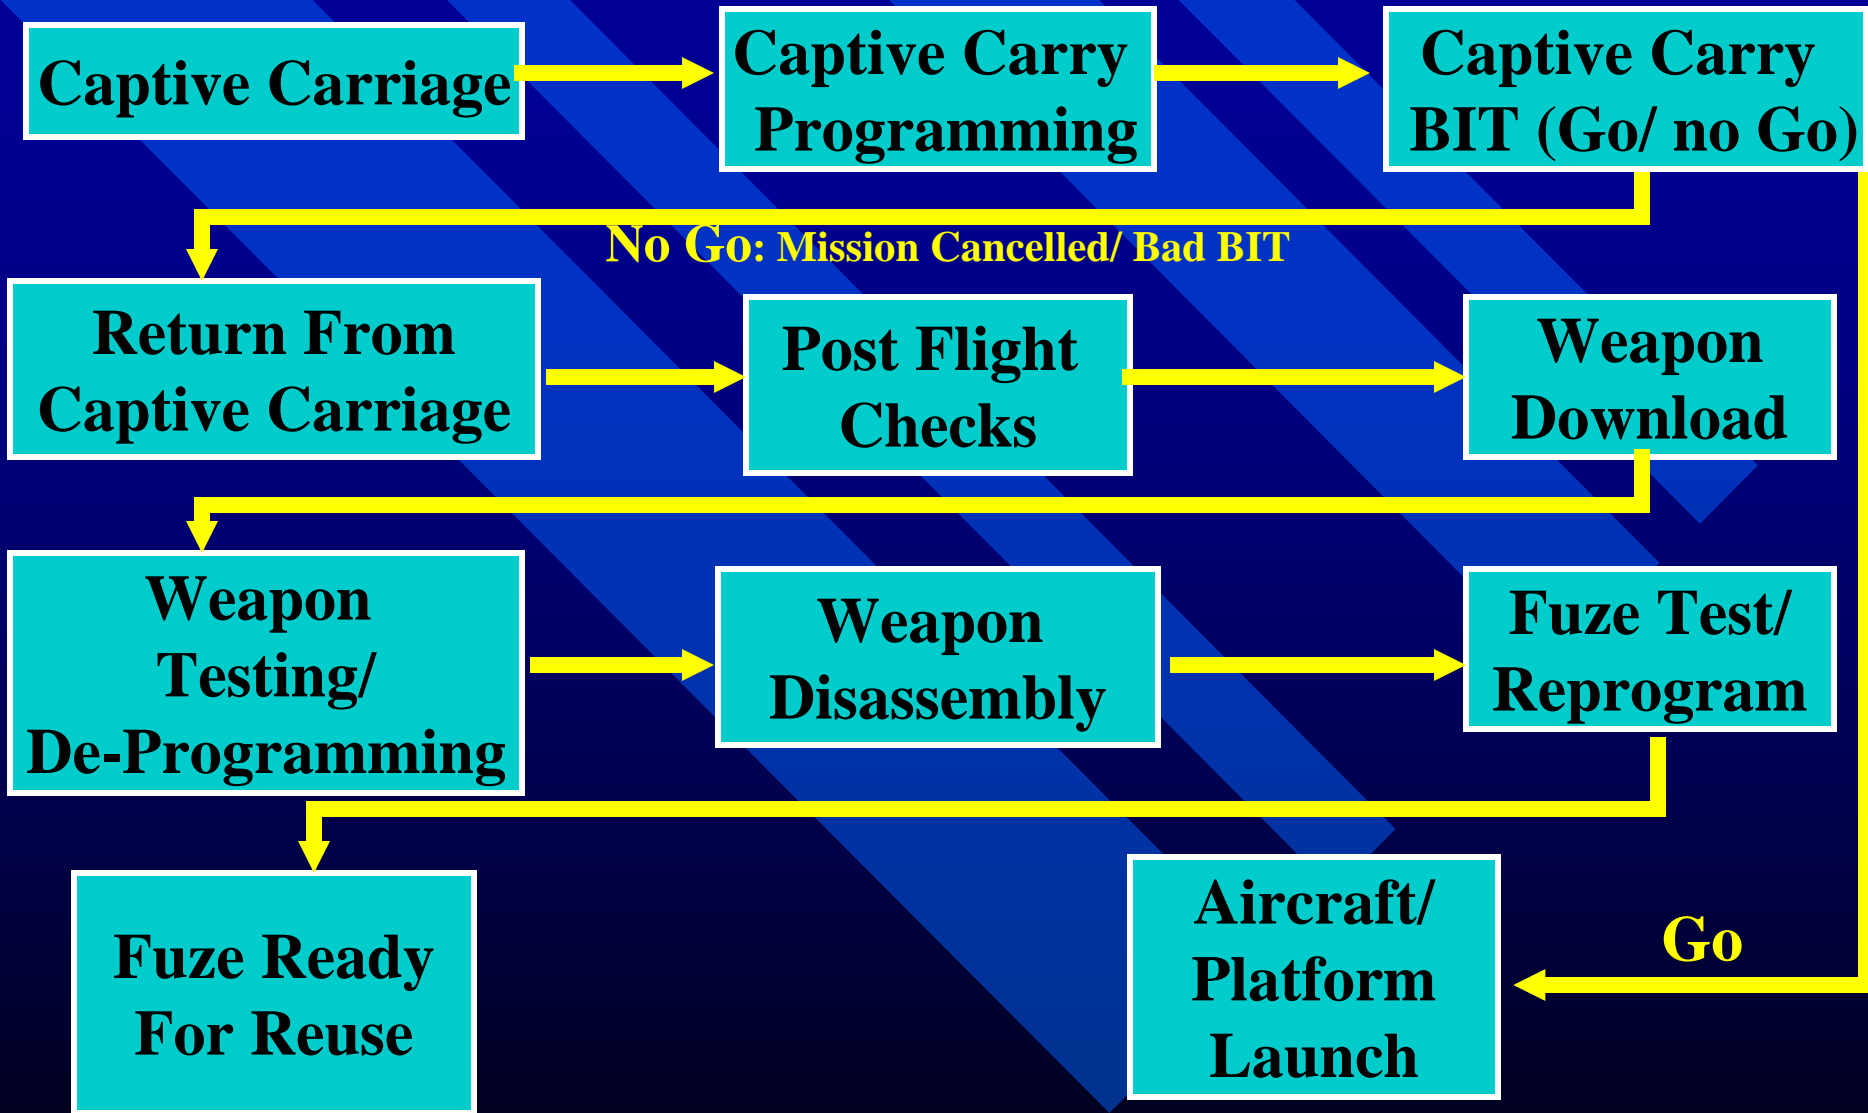 Captive Carriage
Captive Carry
Programming
Captive Carry
BIT (Go/ no Go)
No Go: Mission Cancelled/ Bad BIT
Return From
Captive Carriage
Post Flight
Checks
Weapon
Download
Weapon
Testing/
De-Programming
Weapon
Disassembly
Fuze Test/
Reprogram
Fuze Ready
For Reuse
Aircraft/
Platform
Launch
Go